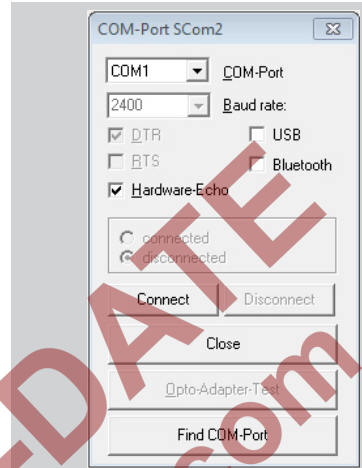 COM-Port SCom2
COM1 COM-Port
2400 Baud rate:
DTR USB
RTS Bluetooth
Hardware-Echo
connected
disconnected
Connect Disconnect
Close
Opto-Adapter-Test
Find COM-Port
-DATE
com